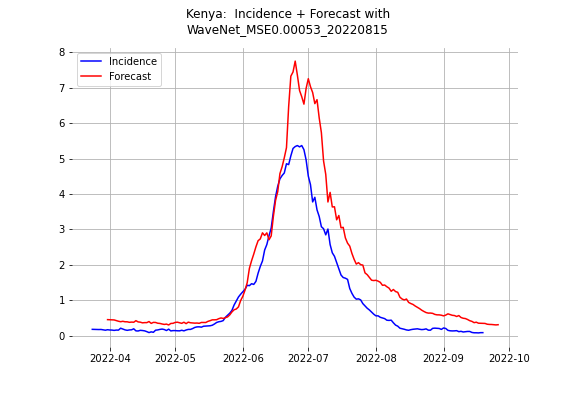 Kenya:  Incidence + Forecast with
WaveNet_MSE0.00053_20220815
Incidence
Forecast
8
7
6
5
4
3
2
1
0
2022-04 2022-05 2022-06 2022-07 2022-08 2022-09 2022-10